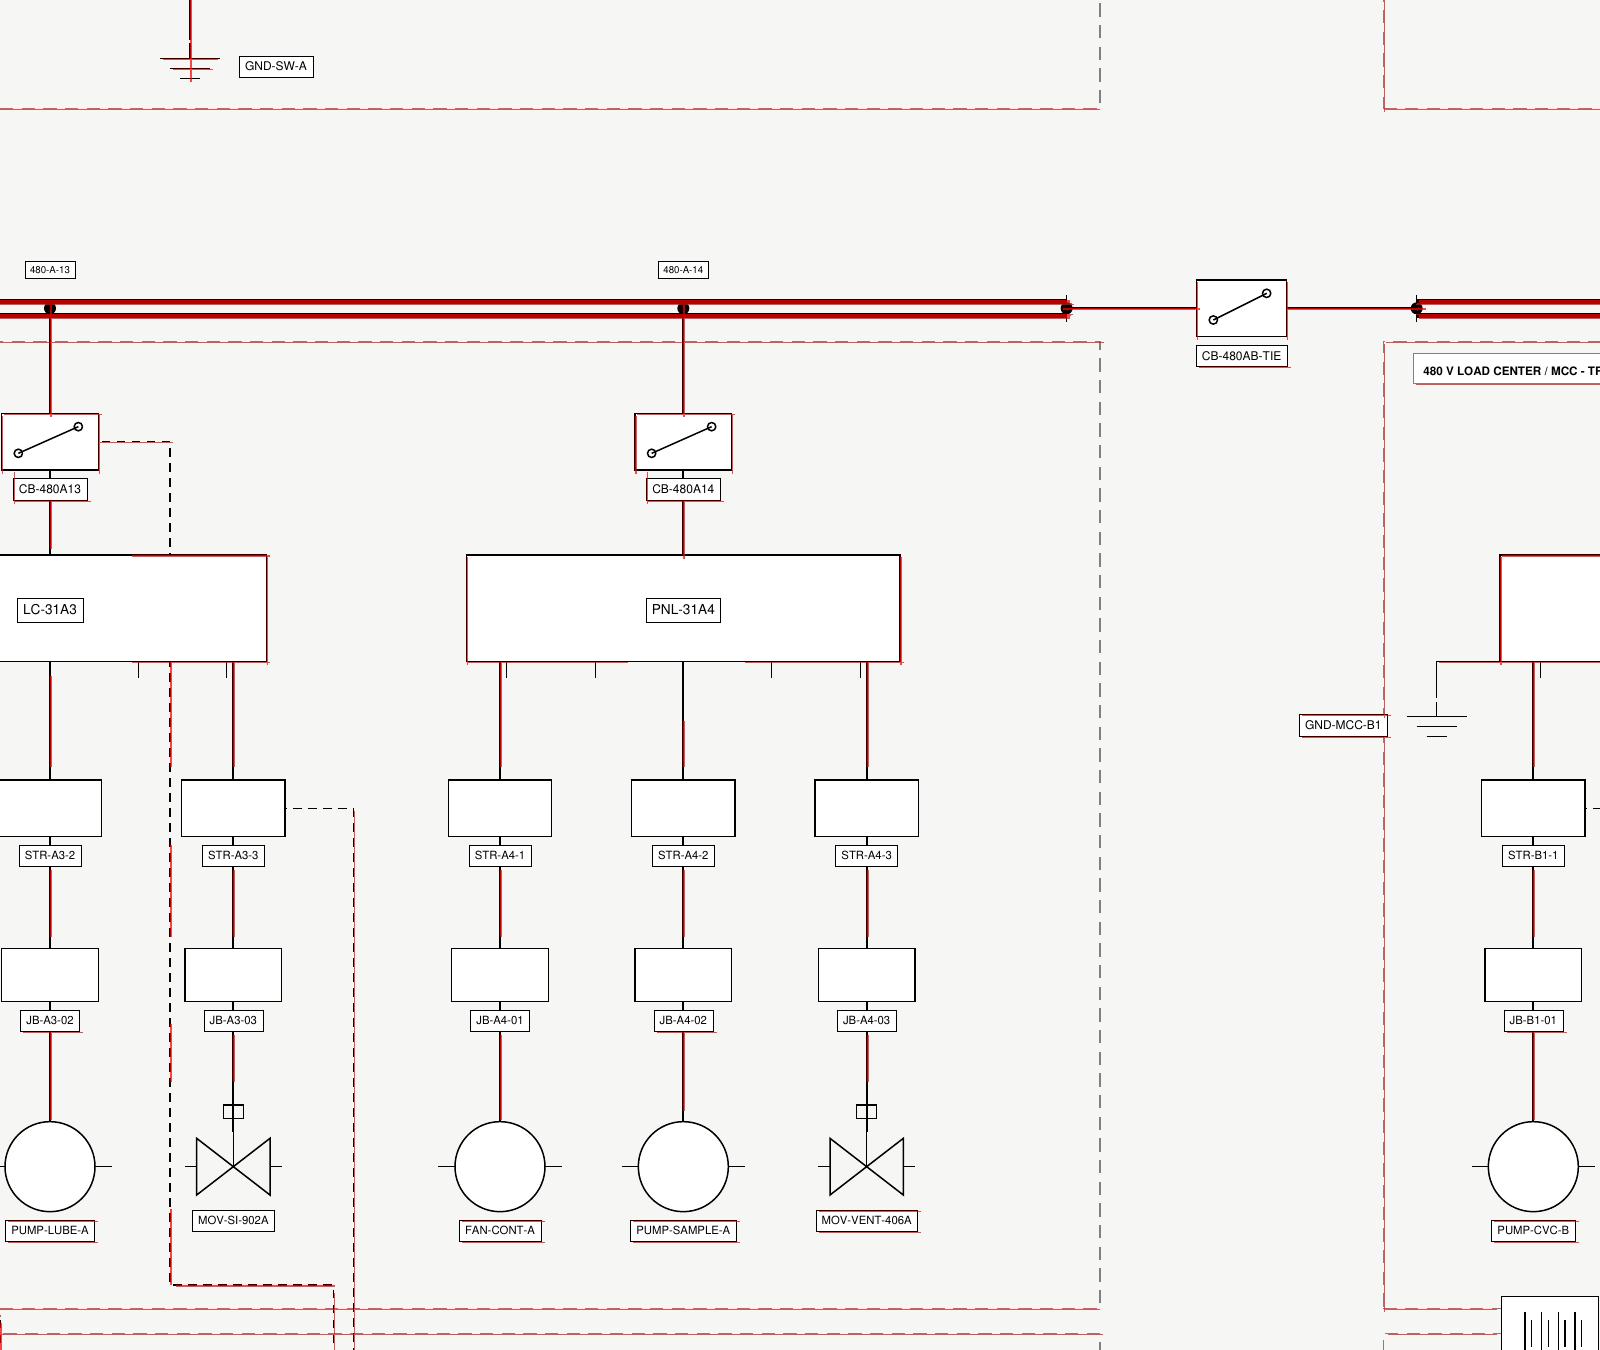 GND-SW-A
480-A-13
480-A-14
CB-480AB-TIE
480 V LOAD CENTER / MCC -
CB-480A13
CB-480A14
LC-31A3
PNL-31A4
GND-MCC-B1
STR-A3-2
STR-A3-3
STR-A4-1
STR-A4-2
STR-A4-3
STR-B1-1
JB-A3-02
JB-A3-03
JB-A4-01
JB-A4-02
JB-A4-03
JB-B1-01
PUMP-LUBE-A
MOV-SI-902A
FAN-CONT-A
PUMP-SAMPLE-A
MOV-VENT-406A
PUMP-CVC-B